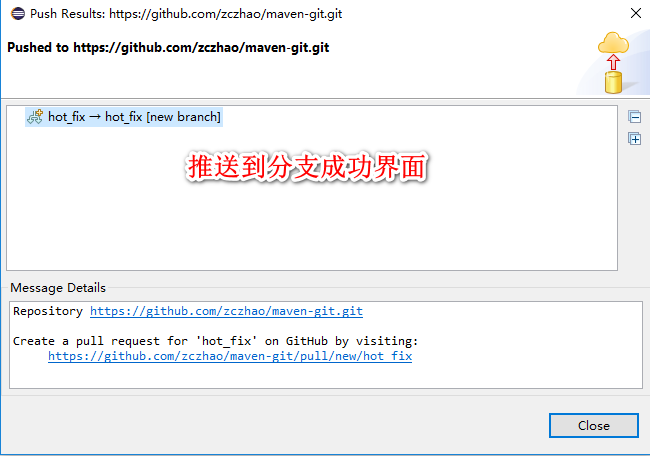 Push Results: https://github.com/zczhao/maven-git.git
Pushed to https://github.com/zczhao/maven-git.git
hot_fix → hot_fix [new branch]
推送到分支成功界面
Message Details
Repository https://github.com/zczhao/maven-git.git
Create a pull request for 'hot_fix' on GitHub by visiting:
https://github.com/zczhao/maven-git/pull/new/hot_fix
Close